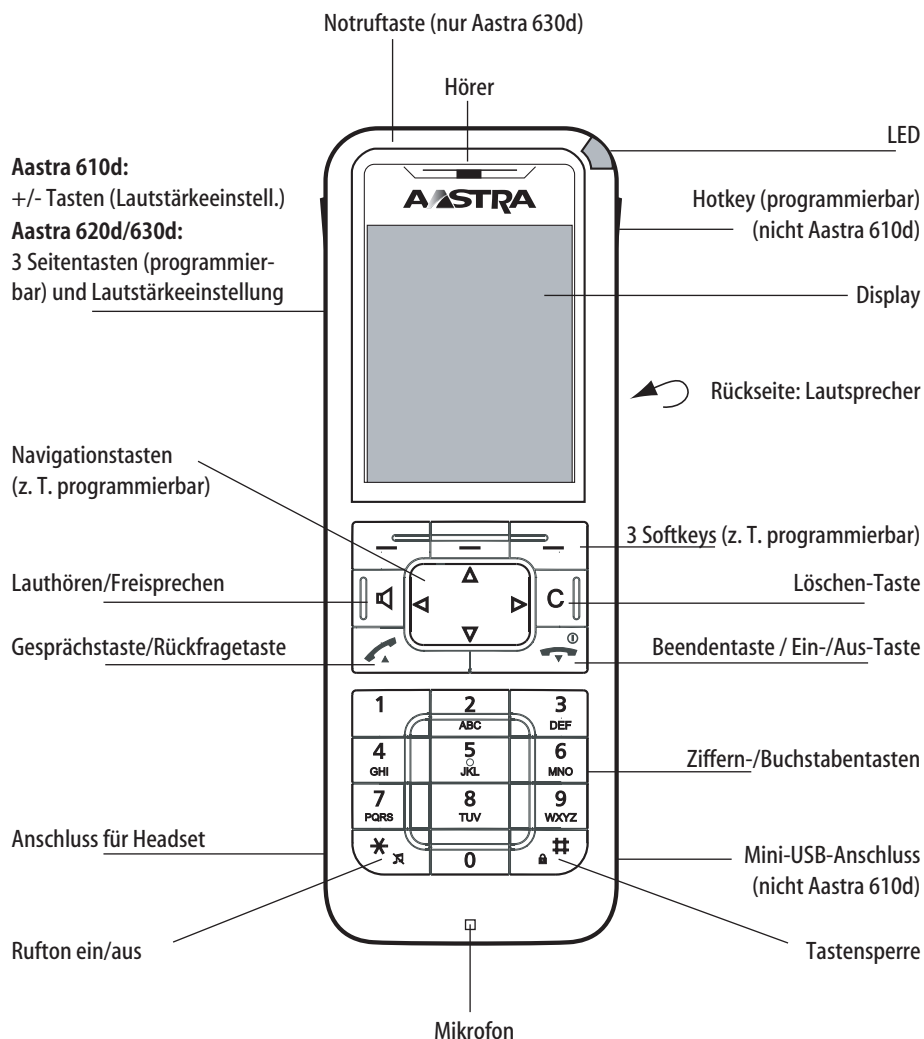 Notruftaste (nur Aastra 630d)
Hörer
LED
Aastra 610d:
+/- Tasten (Lautstärkeeinstell.)
Aastra 620d/630d:
3 Seitentasten (programmier-
bar) und Lautstärkeeinstellung
AASTRA
Hotkey (programmierbar)
(nicht Aastra 610d)
Display
Rückseite: Lautsprecher
Navigationstasten
(z. T. programmierbar)
3 Softkeys (z. T. programmierbar)
Lauthören/Freisprechen
C
Löschen-Taste
Gesprächstaste/Rückfragetaste
Beendentaste / Ein-/Aus-Taste
1 2 3
ABC DEF
4 5 6
GHI JKL MNO
Ziffern-/Buchstabentasten
7 8 9
PQRS TUV WXYZ
Anschluss für Headset
* 0 #
Mini-USB-Anschluss
(nicht Aastra 610d)
Rufton ein/aus
Tastensperre
Mikrofon